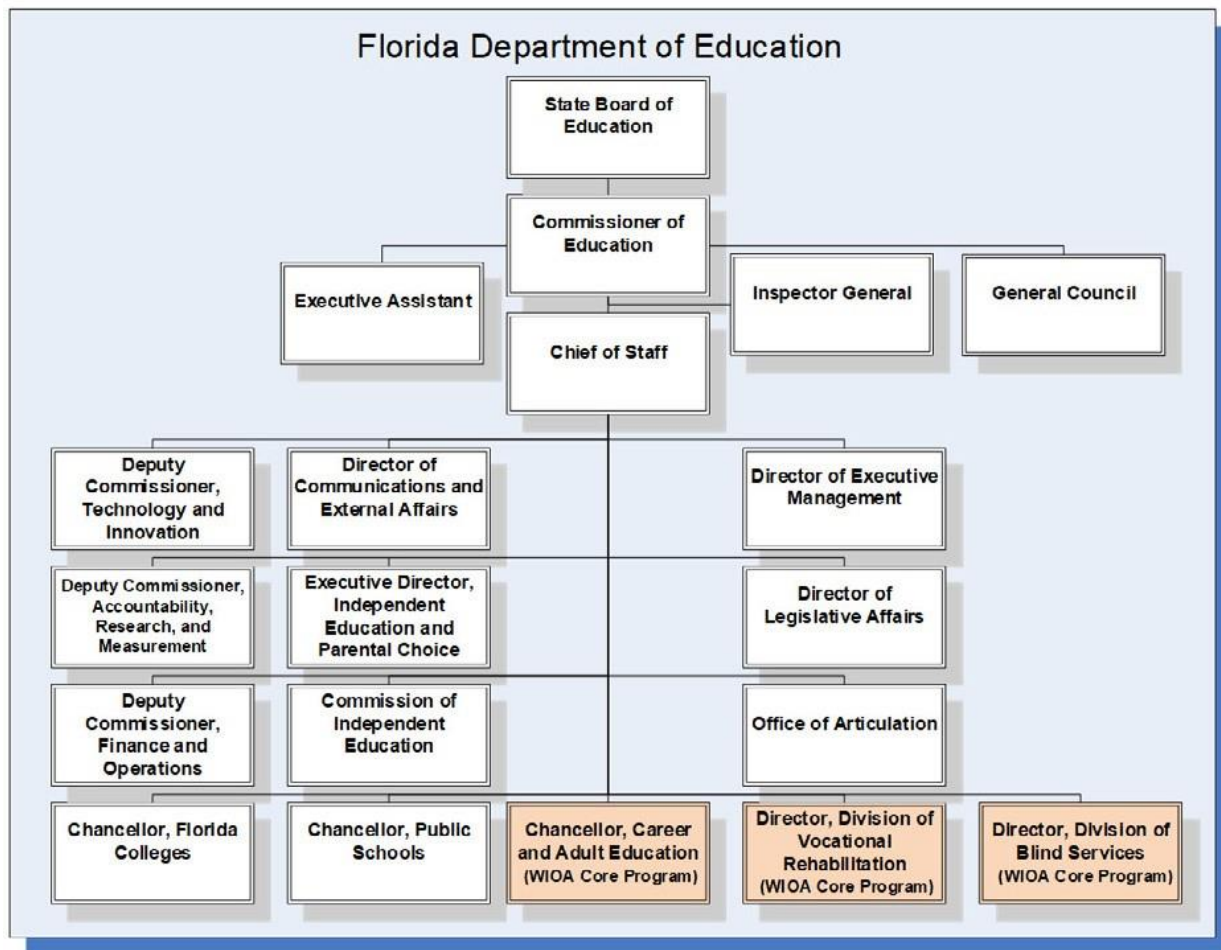 Florida Department of Education
State Board of
Education
Commissioner of
Education
Executive Assistant
Inspector General
General Council
Chief of Staff
Deputy
Commissioner,
Technology and
Innovation
Director of
Communications and
External Affairs
Director of Executive
Management
Deputy Commissioner,
Accountability,
Research, and
Measurement
Executive Director,
Independent
Education and
Parental Choice
Director of
Legislative Affairs
Deputy
Commissioner,
Finance and
Operations
Commission of
Independent
Education
Office of Articulation
Chancellor, Florida
Colleges
Chancellor, Public
Schools
Chancellor, Career
and Adult Education
(WIOA Core Program)
Director, Division of
Vocational
Rehabilitation
(WIOA Core Program)
Director, Division of
Blind Services
(WIOA Core Program)